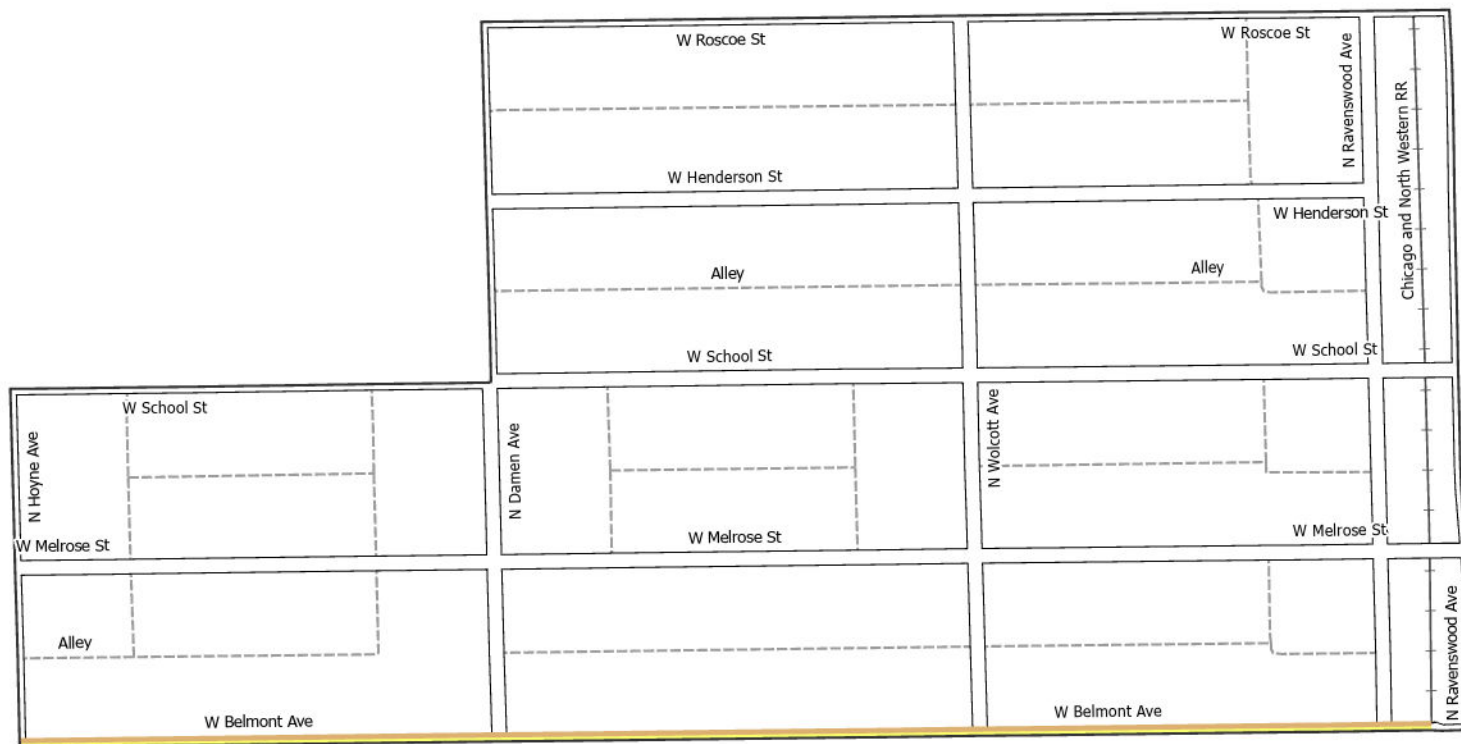 W Roscoe St
W Roscoe St
N Ravenswood Ave
Chicago and North Western RR
W Henderson St
W Henderson St
Alley
Alley
W School St
W School St
W School St
N Hoyne Ave
N Damen Ave
N Wolcott Ave
W Melrose St
W Melrose St
W Melrose St
Alley
N Ravenswood Ave
W Belmont Ave
W Belmont Ave